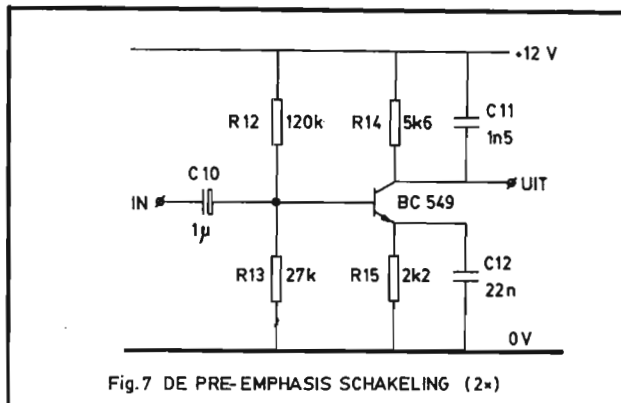 +12 V
R12 120k
R14 5k6
C11
1n5
C10
IN
1µ
UIT
BC 549
R13 27k
R15 2k2
C12
22n
0V
Fig.7 DE PRE-EMPHASIS SCHAKELING (2×)